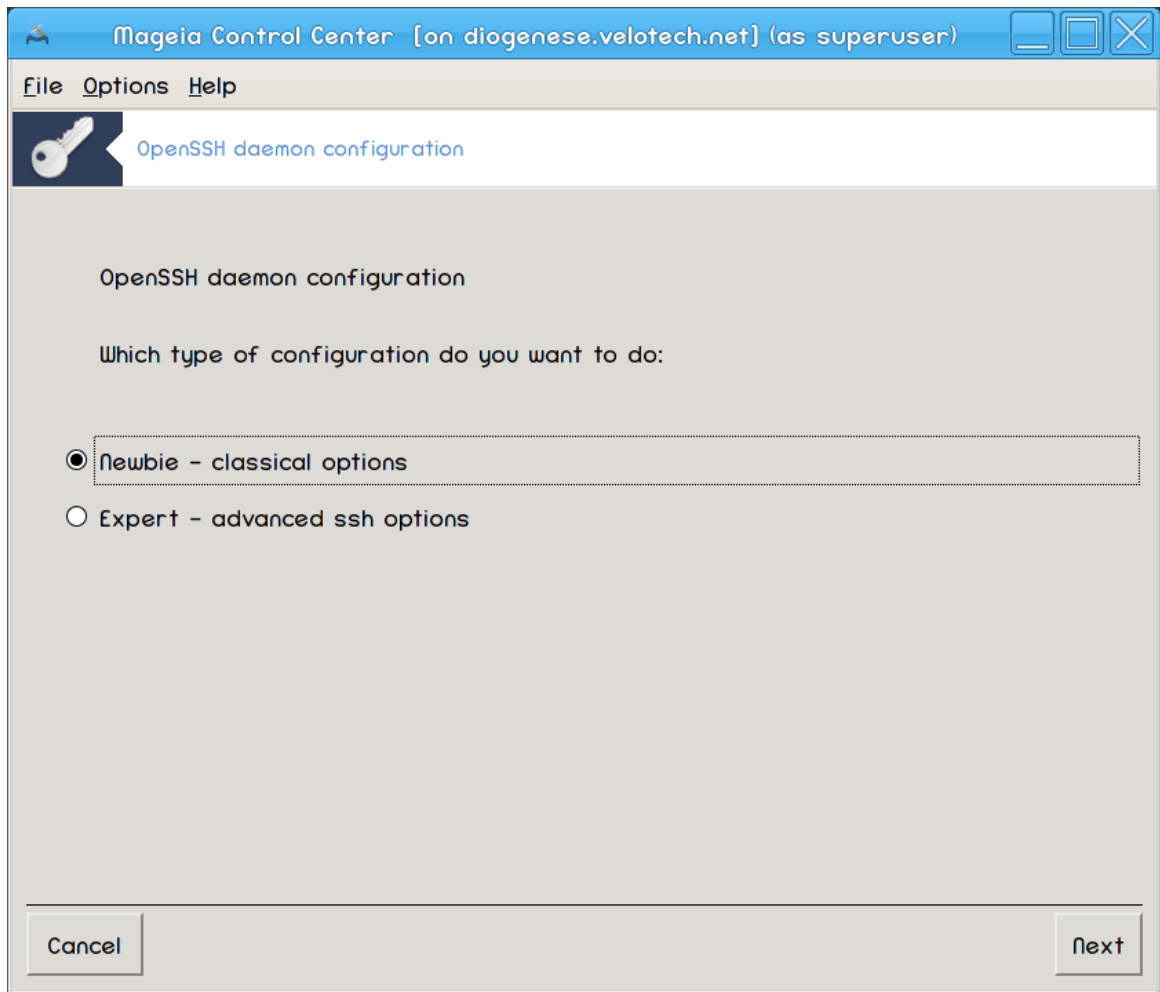 Mageia Control Center [on diogenese.velotech.net] (as superuser)
File Options Help
OpenSSH daemon configuration
OpenSSH daemon configuration
Which type of configuration do you want to do:
Newbie - classical options
Expert - advanced ssh options
Cancel Next